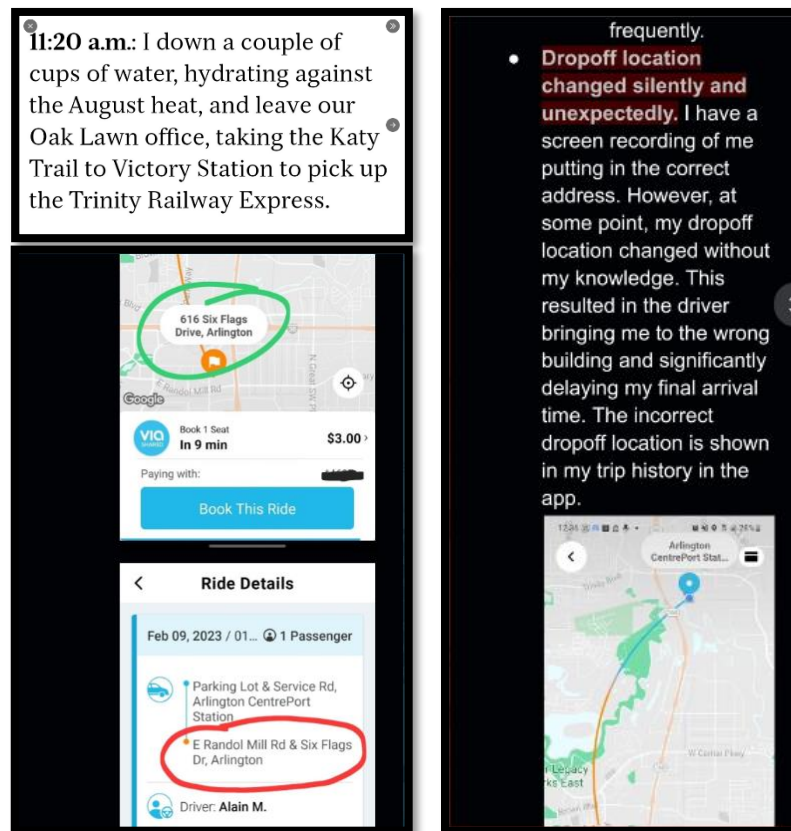 11:20 a.m.: I down a couple of
cups of water, hydrating against
the August heat, and leave our
Oak Lawn office, taking the Katy
Trail to Victory Station to pick up
the Trinity Railway Express.
616 Six Flags
Drive, Arlington
E Randol Mill Rd
N Great SW
Google
via
Book 1 Seat
In 9 min
$3.00
Paying with:
Book This Ride
Ride Details
Feb 09, 2023 / 01... 1 Passenger
Parking Lot & Service Rd,
Arlington CentrePort
Station
E Randol Mill Rd & Six Flags
Dr, Arlington
Driver: Alain M.
frequently.
• Dropoff location
changed silently and
unexpectedly. I have a
screen recording of me
putting in the correct
address. However, at
some point, my dropoff
location changed without
my knowledge. This
resulted in the driver
bringing me to the wrong
building and significantly
delaying my final arrival
time. The incorrect
dropoff location is shown
in my trip history in the
app.
Arlington
CentrePort Stat...
Trinity Blvd
Legacy
ks East